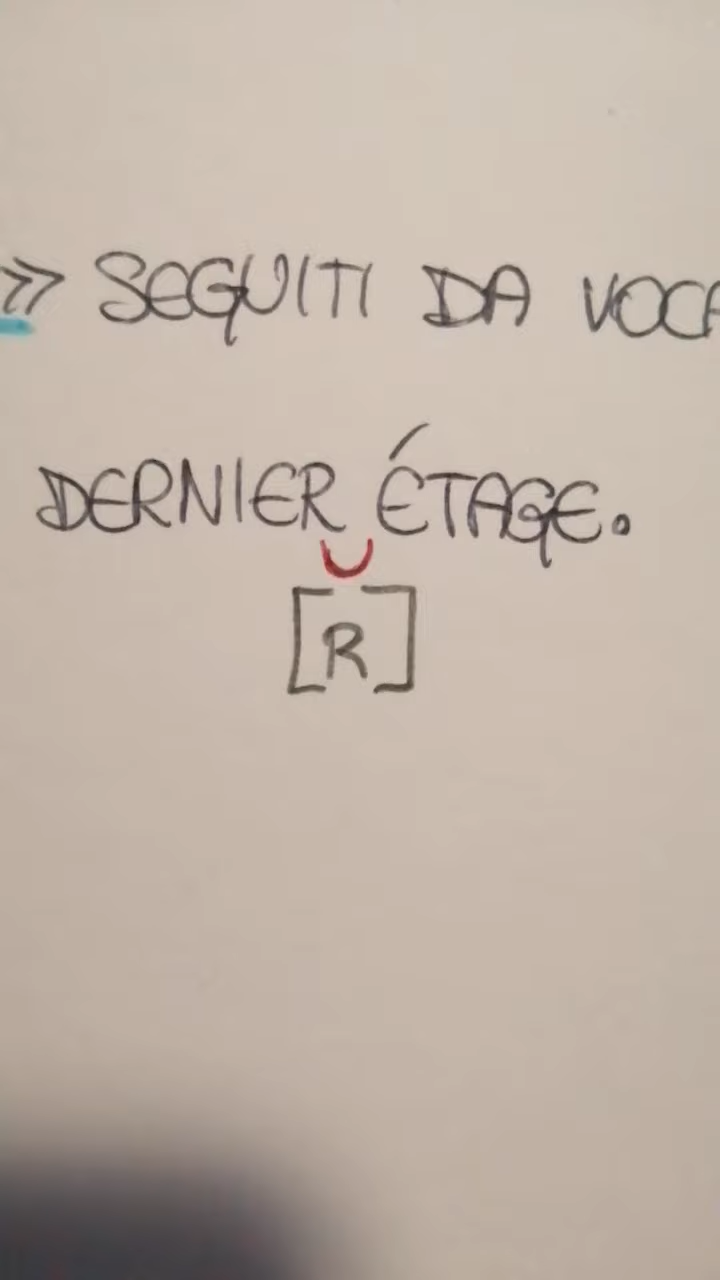 » SEGUITI DA
DERNIER ÉTAGE.
[R]